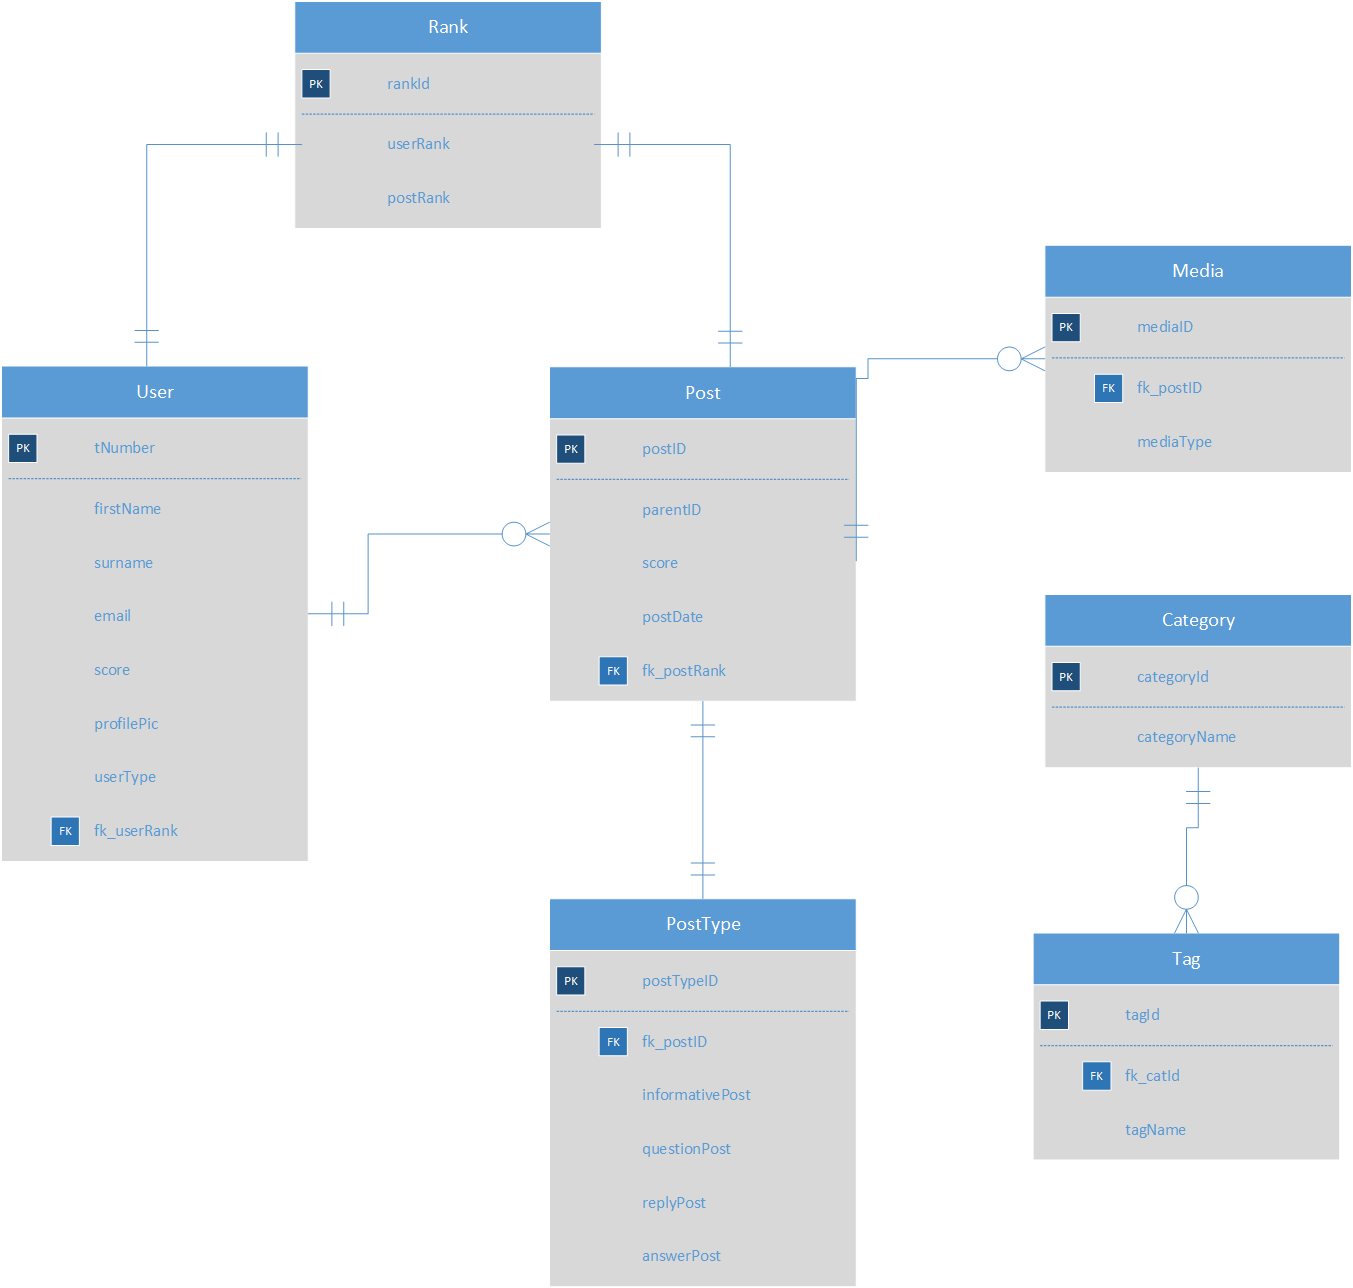 Rank
PK rankId
userRank
postRank
Media
PK mediaID
FK fk_postID
mediaType
User
PK tNumber
firstName
surname
email
score
profilePic
userType
FK fk_userRank
Post
PK postID
parentID
score
postDate
FK fk_postRank
Category
PK categoryId
categoryName
PostType
PK postTypeID
FK fk_postID
informativePost
questionPost
replyPost
answerPost
Tag
PK tagId
FK fk_catId
tagName